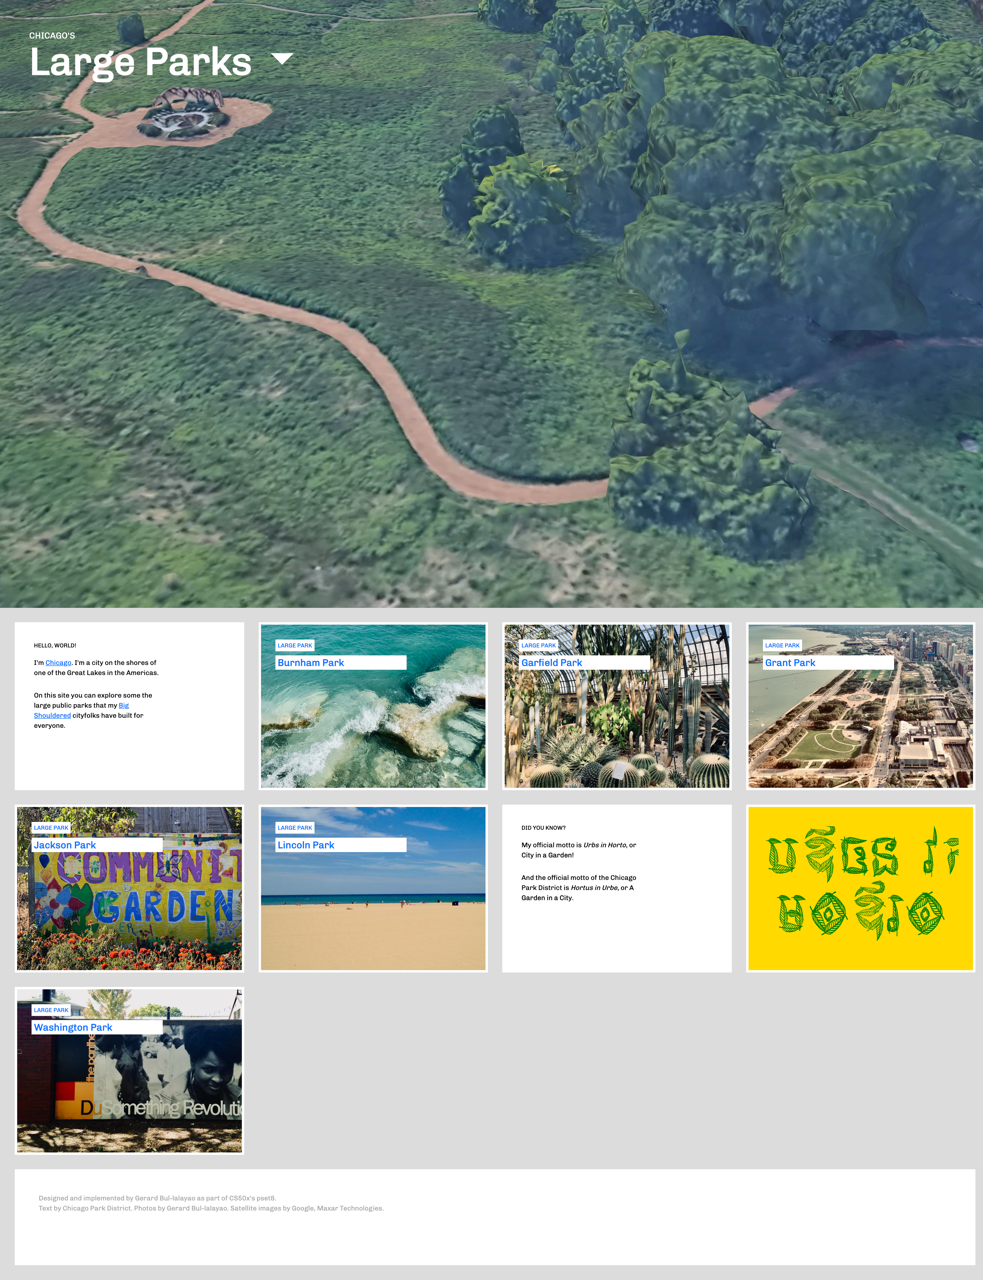 CHICAGO'S
Large Parks
HELLO, WORLD!
I'm Chicago. I'm a city on the shores of
one of the Great Lakes in the Americas.
On this site you can explore some the
large public parks that my Big
Shouldered cityfolks have built for
everyone.
LARGE PARK
Burnham Park
LARGE PARK
Garfield Park
LARGE PARK
Grant Park
LARGE PARK
Jackson Park
COMMUNIT
GARDEN
LARGE PARK
Lincoln Park
DID YOU KNOW?
My official motto is Urbs in Horto, or
City in a Garden!
And the official motto of the Chicago
Park District is Hortus in Urbe, or A
Garden in a City.
LARGE PARK
Washington Park
the panthe
Du Something Revolutio
Designed and implemented by Gerard Bul-lalayao as part of CS50x's pset8.
Text by Chicago Park District. Photos by Gerard Bul-lalayao. Satellite images by Google, Maxar Technologies.